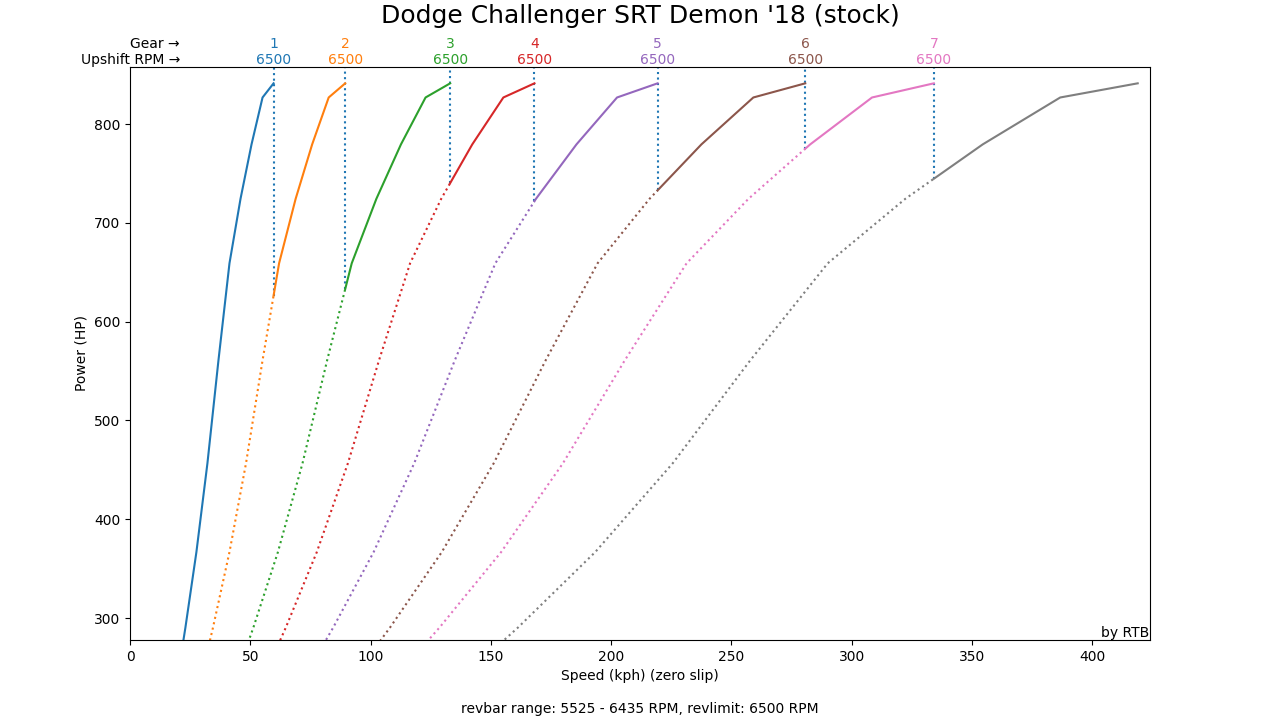 Dodge Challenger SRT Demon '18 (stock)
Gear → 1 2 3 4 5 6 7
Upshift RPM → 6500 6500 6500 6500 6500 6500 6500
800
700
600
500
400
300
Power (HP)
by RTB
0 50 100 150 200 250 300 350 400
Speed (kph) (zero slip)
revbar range: 5525 - 6435 RPM, revlimit: 6500 RPM